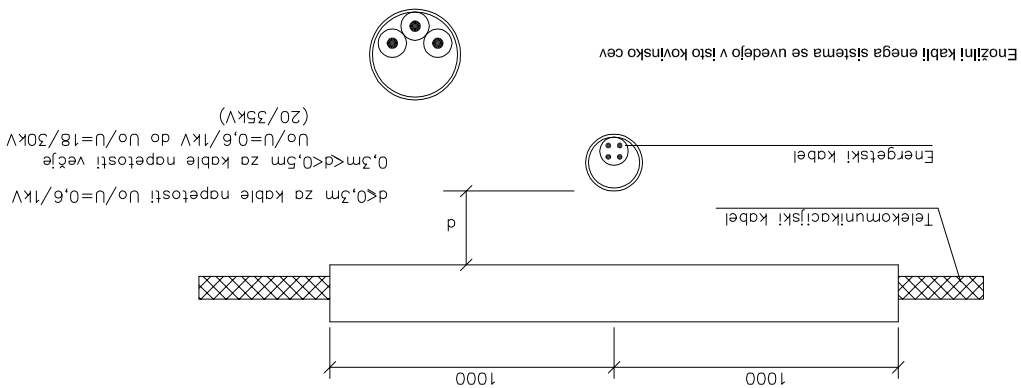 1000
1000
Telekomunikacijski kabel
d
d<0,3m za kable napetosti Uo/U=0,6/1kV
0,3m<d<0,5m za kable napetosti večje
Uo/U=0,6/1kV do Uo/U=18/30kV
(20/35kV)
Energetski kabel
Enožilni kabli enega sistema se uvedejo v isto kovinsko cev